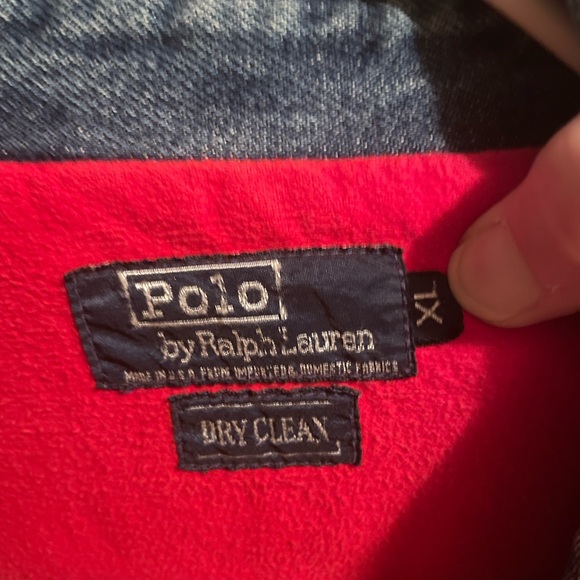 Polo
by Ralph Lauren
MADE IN U.S.A. FROM IMPORTED & DOMESTIC FABRICS
XL
DRY CLEAN